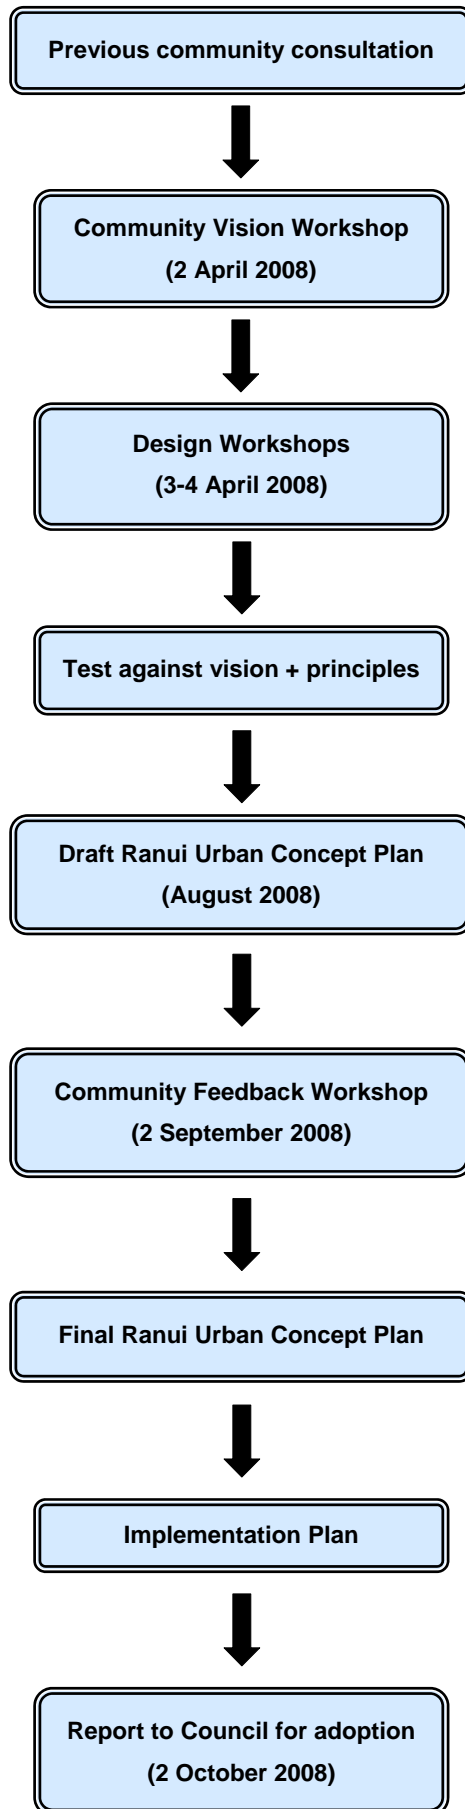 Previous community consultation
Community Vision Workshop
(2 April 2008)
Design Workshops
(3-4 April 2008)
Test against vision + principles
Draft Ranui Urban Concept Plan
(August 2008)
Community Feedback Workshop
(2 September 2008)
Final Ranui Urban Concept Plan
Implementation Plan
Report to Council for adoption
(2 October 2008)